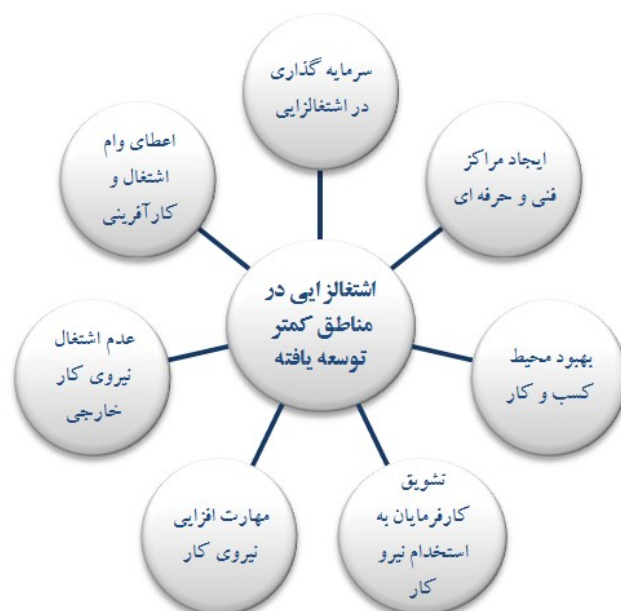 سرمایه گذاری
در اشتغالزایی
ایجاد مراکز
فنی و حرفه ای
بهبود محیط
کسب و کار
تشویق
کارفرمایان به
استخدام نیرو
کار
مهارت افزایی
نیروی کار
عدم اشتغال
نیروی کار
خارجی
اعطای وام
اشتغال و
کارآفرینی
اشتغالزایی در
مناطق کمتر
توسعه یافته